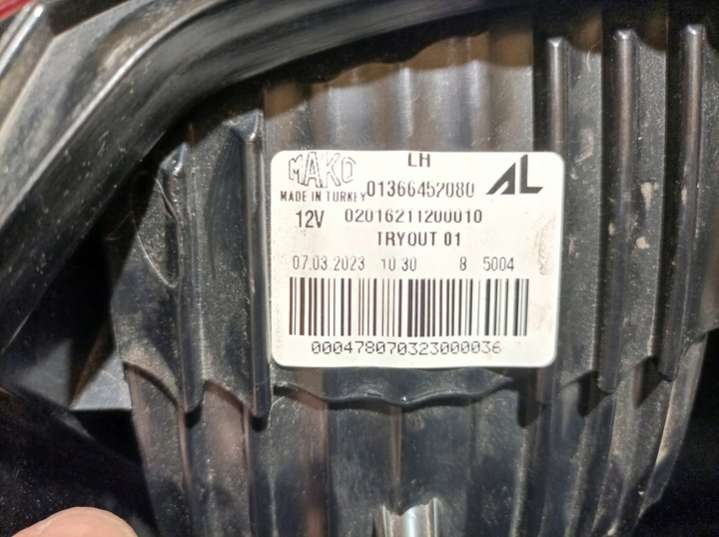 LH
MAKO
MADE IN TURKEY 01366452080 AL
12V 02016211200010
TRYOUT 01
07.03.2023 10:30 8 5004
000478070323000036